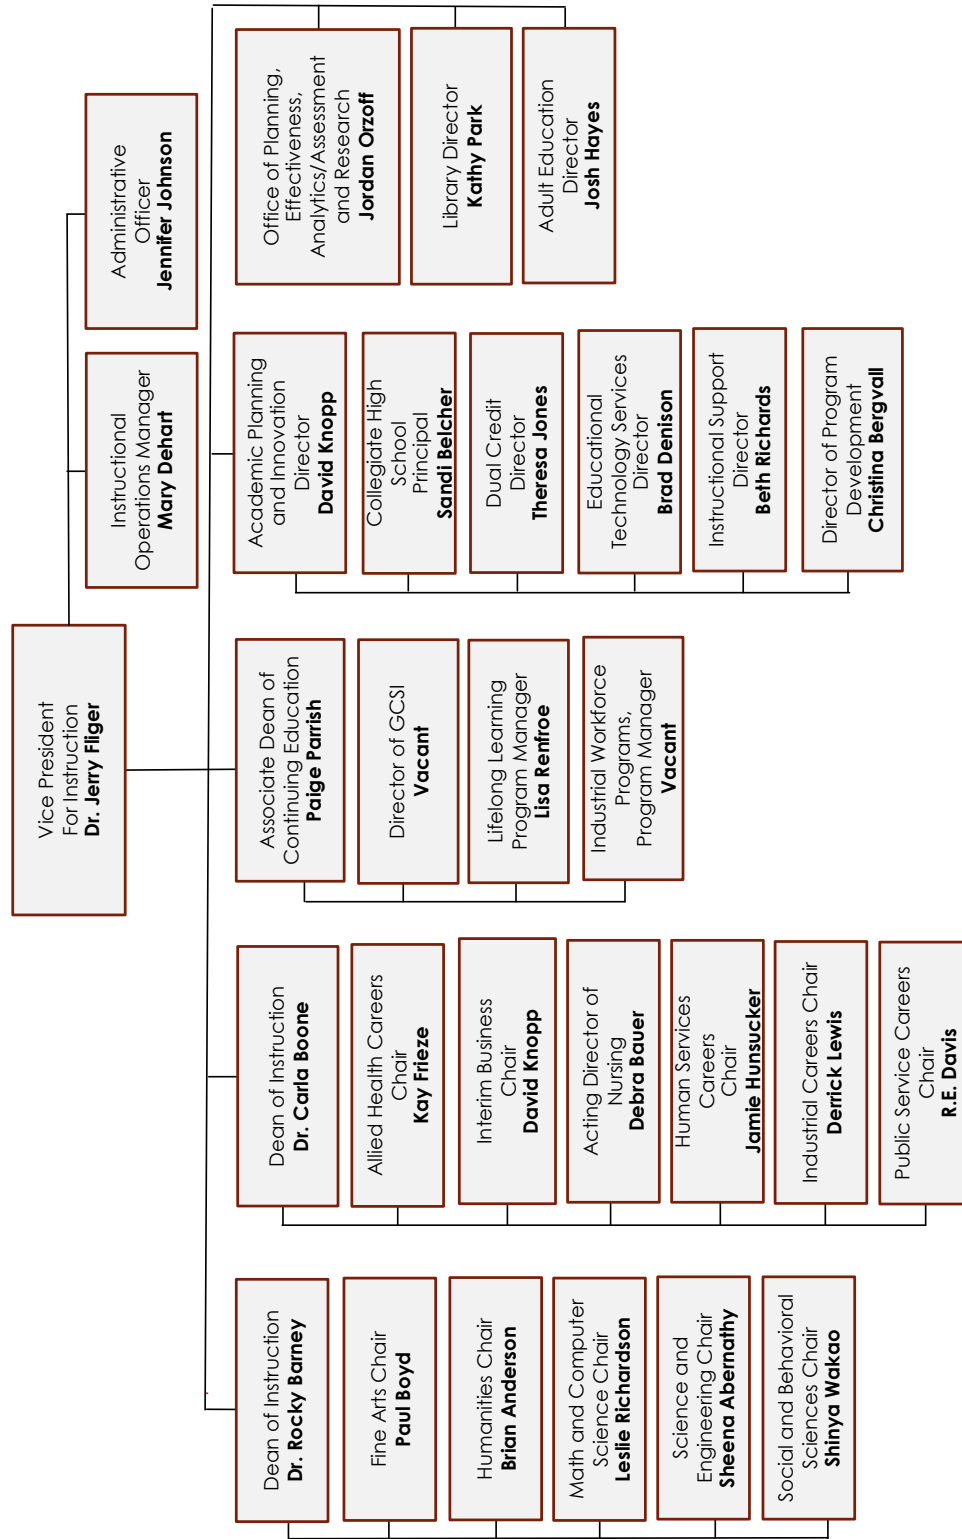 Vice President
For Instruction
Dr. Jerry Fliger
Instructional
Operations Manager
Mary Dehart
Administrative
Officer
Jennifer Johnson
Dean of Instruction
Dr. Rocky Barney
Fine Arts Chair
Paul Boyd
Humanities Chair
Brian Anderson
Math and Computer
Science Chair
Leslie Richardson
Science and
Engineering Chair
Sheena Abernathy
Social and Behavioral
Sciences Chair
Shinya Wakao
Dean of Instruction
Dr. Carla Boone
Allied Health Careers
Chair
Kay Frieze
Interim Business
Chair
David Knopp
Acting Director of
Nursing
Debra Bauer
Human Services
Careers
Chair
Jamie Hunsucker
Industrial Careers Chair
Derrick Lewis
Public Service Careers
Chair
R.E. Davis
Associate Dean of
Continuing Education
Paige Parrish
Director of GCSI
Vacant
Lifelong Learning
Program Manager
Lisa Renfroe
Industrial Workforce
Programs,
Program Manager
Vacant
Academic Planning
and Innovation
Director
David Knopp
Collegiate High
School
Principal
Sandi Belcher
Dual Credit
Director
Theresa Jones
Educational
Technology Services
Director
Brad Denison
Instructional Support
Director
Beth Richards
Director of Program
Development
Christina Bergvall
Office of Planning,
Effectiveness,
Analytics/Assessment
and Research
Jordan Orzoff
Library Director
Kathy Park
Adult Education
Director
Josh Hayes